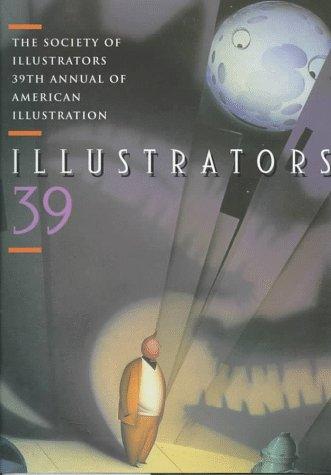 THE SOCIETY OF
ILLUSTRATORS
39TH ANNUAL OF
AMERICAN
ILLUSTRATION
ILLUSTRATORS
39